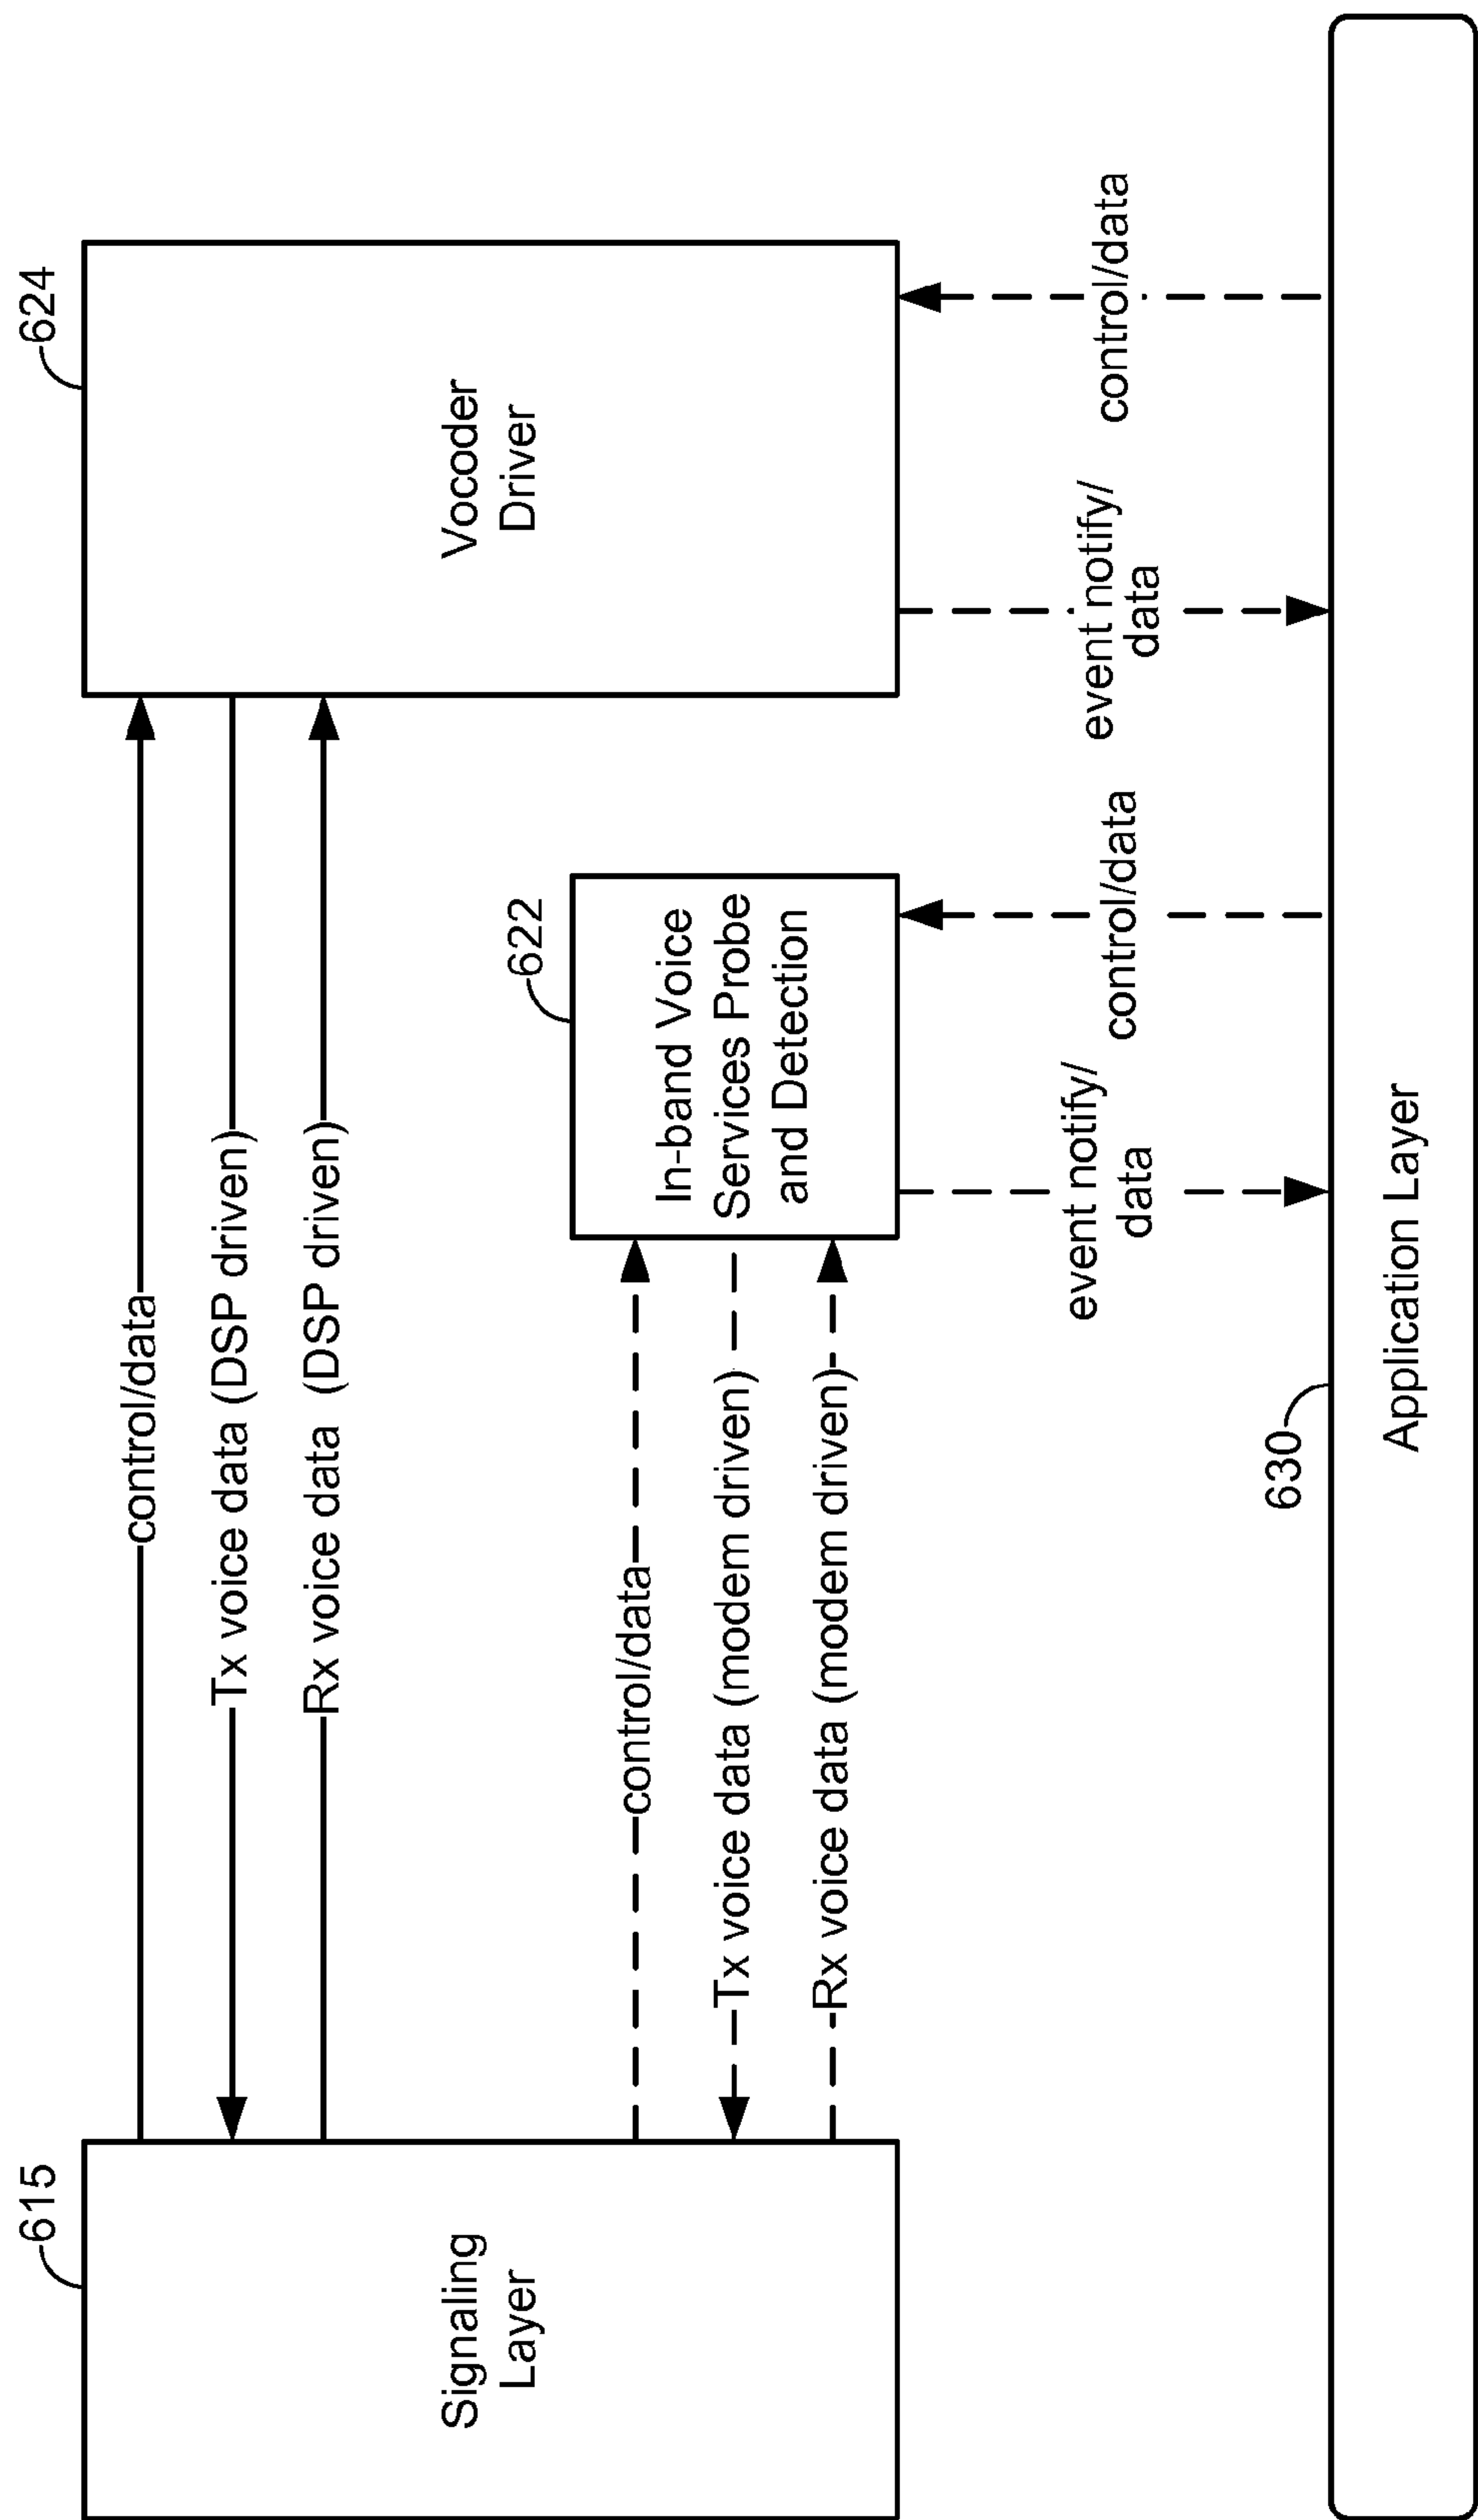 615
624
Signaling
Layer
control/data
Tx voice data (DSP driven)
Rx voice data (DSP driven)
Vocoder
Driver
622
control/data
Tx voice data (modem driven)
Rx voice data (modem driven)
In-band Voice
Services Probe
and Detection
event notify/
data
control/data
event notify/
data
control/data
630
Application Layer